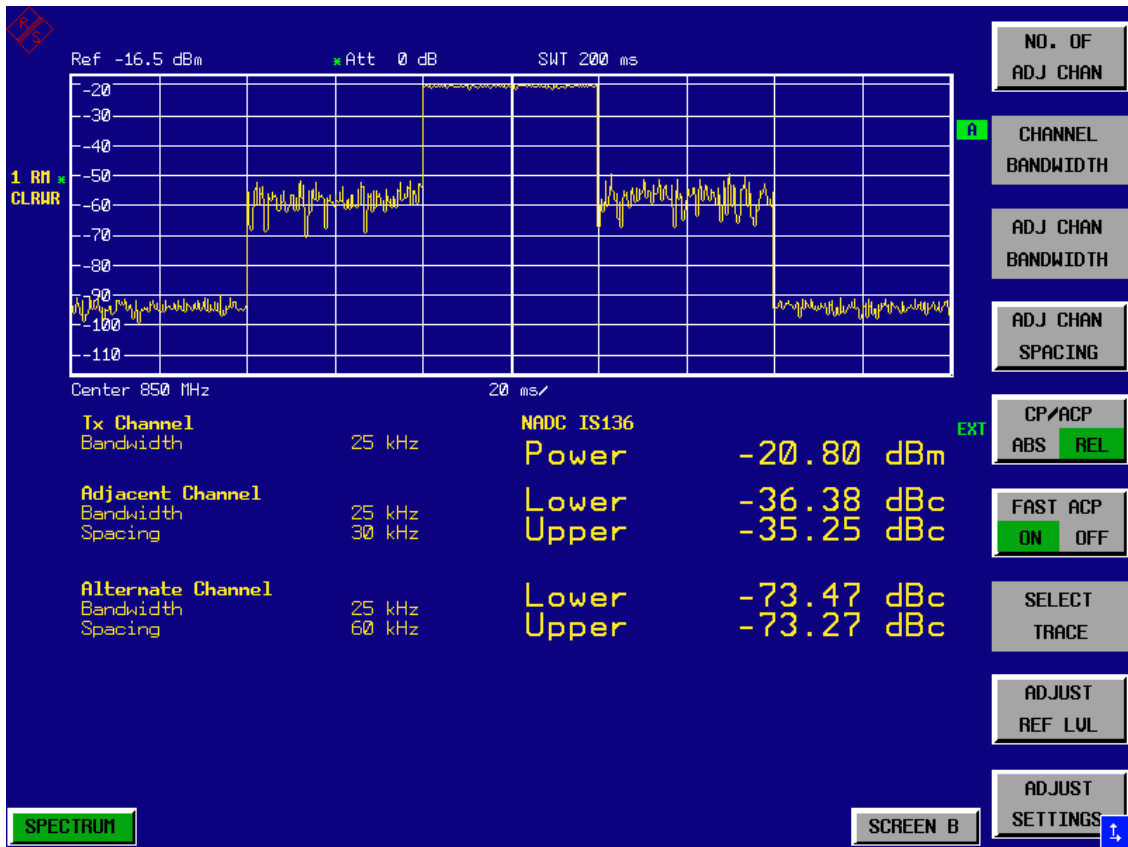 R S
Ref -16.5 dBm
*Att 0 dB
SWT 200 ms
-20
-30
-40
-50
-60
-70
-80
-90
-100
-110
1 RM *
CLRWR
A
Center 850 MHz
20 ms/
Tx Channel
NADC IS136
EXT
Bandwidth 25 kHz
Power -20.80 dBm
Adjacent Channel
Lower -36.38 dBc
Bandwidth 25 kHz
Upper -35.25 dBc
Spacing 30 kHz
Alternate Channel
Lower -73.47 dBc
Bandwidth 25 kHz
Upper -73.27 dBc
Spacing 60 kHz
NO. OF
ADJ CHAN
CHANNEL
BANDWIDTH
ADJ CHAN
BANDWIDTH
ADJ CHAN
SPACING
CP/ACP
ABS REL
FAST ACP
ON OFF
SELECT
TRACE
ADJUST
REF LVL
ADJUST
SETTINGS
SPECTRUM
SCREEN B